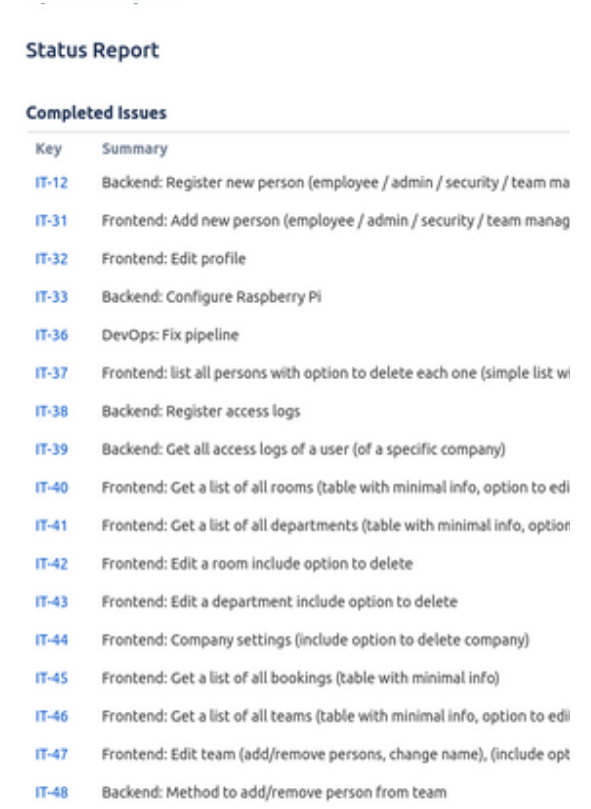 Status Report
Completed Issues
Key Summary
IT-12 Backend: Register new person (employee / admin / security / team ma
IT-31 Frontend: Add new person (employee / admin / security / team manag
IT-32 Frontend: Edit profile
IT-33 Backend: Configure Raspberry Pi
IT-36 DevOps: Fix pipeline
IT-37 Frontend: list all persons with option to delete each one (simple list wi
IT-38 Backend: Register access logs
IT-39 Backend: Get all access logs of a user (of a specific company)
IT-40 Frontend: Get a list of all rooms (table with minimal info, option to edi
IT-41 Frontend: Get a list of all departments (table with minimal info, option
IT-42 Frontend: Edit a room include option to delete
IT-43 Frontend: Edit a department include option to delete
IT-44 Frontend: Company settings (include option to delete company)
IT-45 Frontend: Get a list of all bookings (table with minimal info)
IT-46 Frontend: Get a list of all teams (table with minimal info, option to edi
IT-47 Frontend: Edit team (add/remove persons, change name), (include opt
IT-48 Backend: Method to add/remove person from team